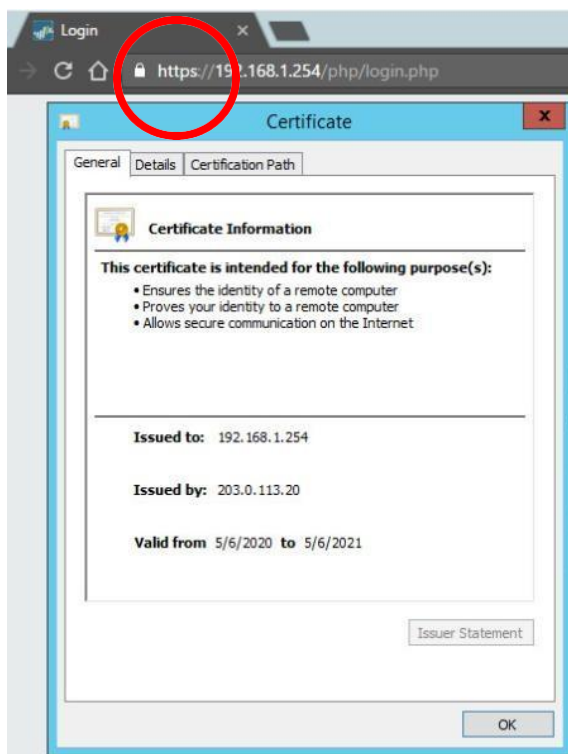 Login
https://192.168.1.254/php/login.php
Certificate
General Details Certification Path
Certificate Information
This certificate is intended for the following purpose(s):
• Ensures the identity of a remote computer
• Proves your identity to a remote computer
• Allows secure communication on the Internet
Issued to: 192.168.1.254
Issued by: 203.0.113.20
Valid from 5/6/2020 to 5/6/2021
Issuer Statement
OK